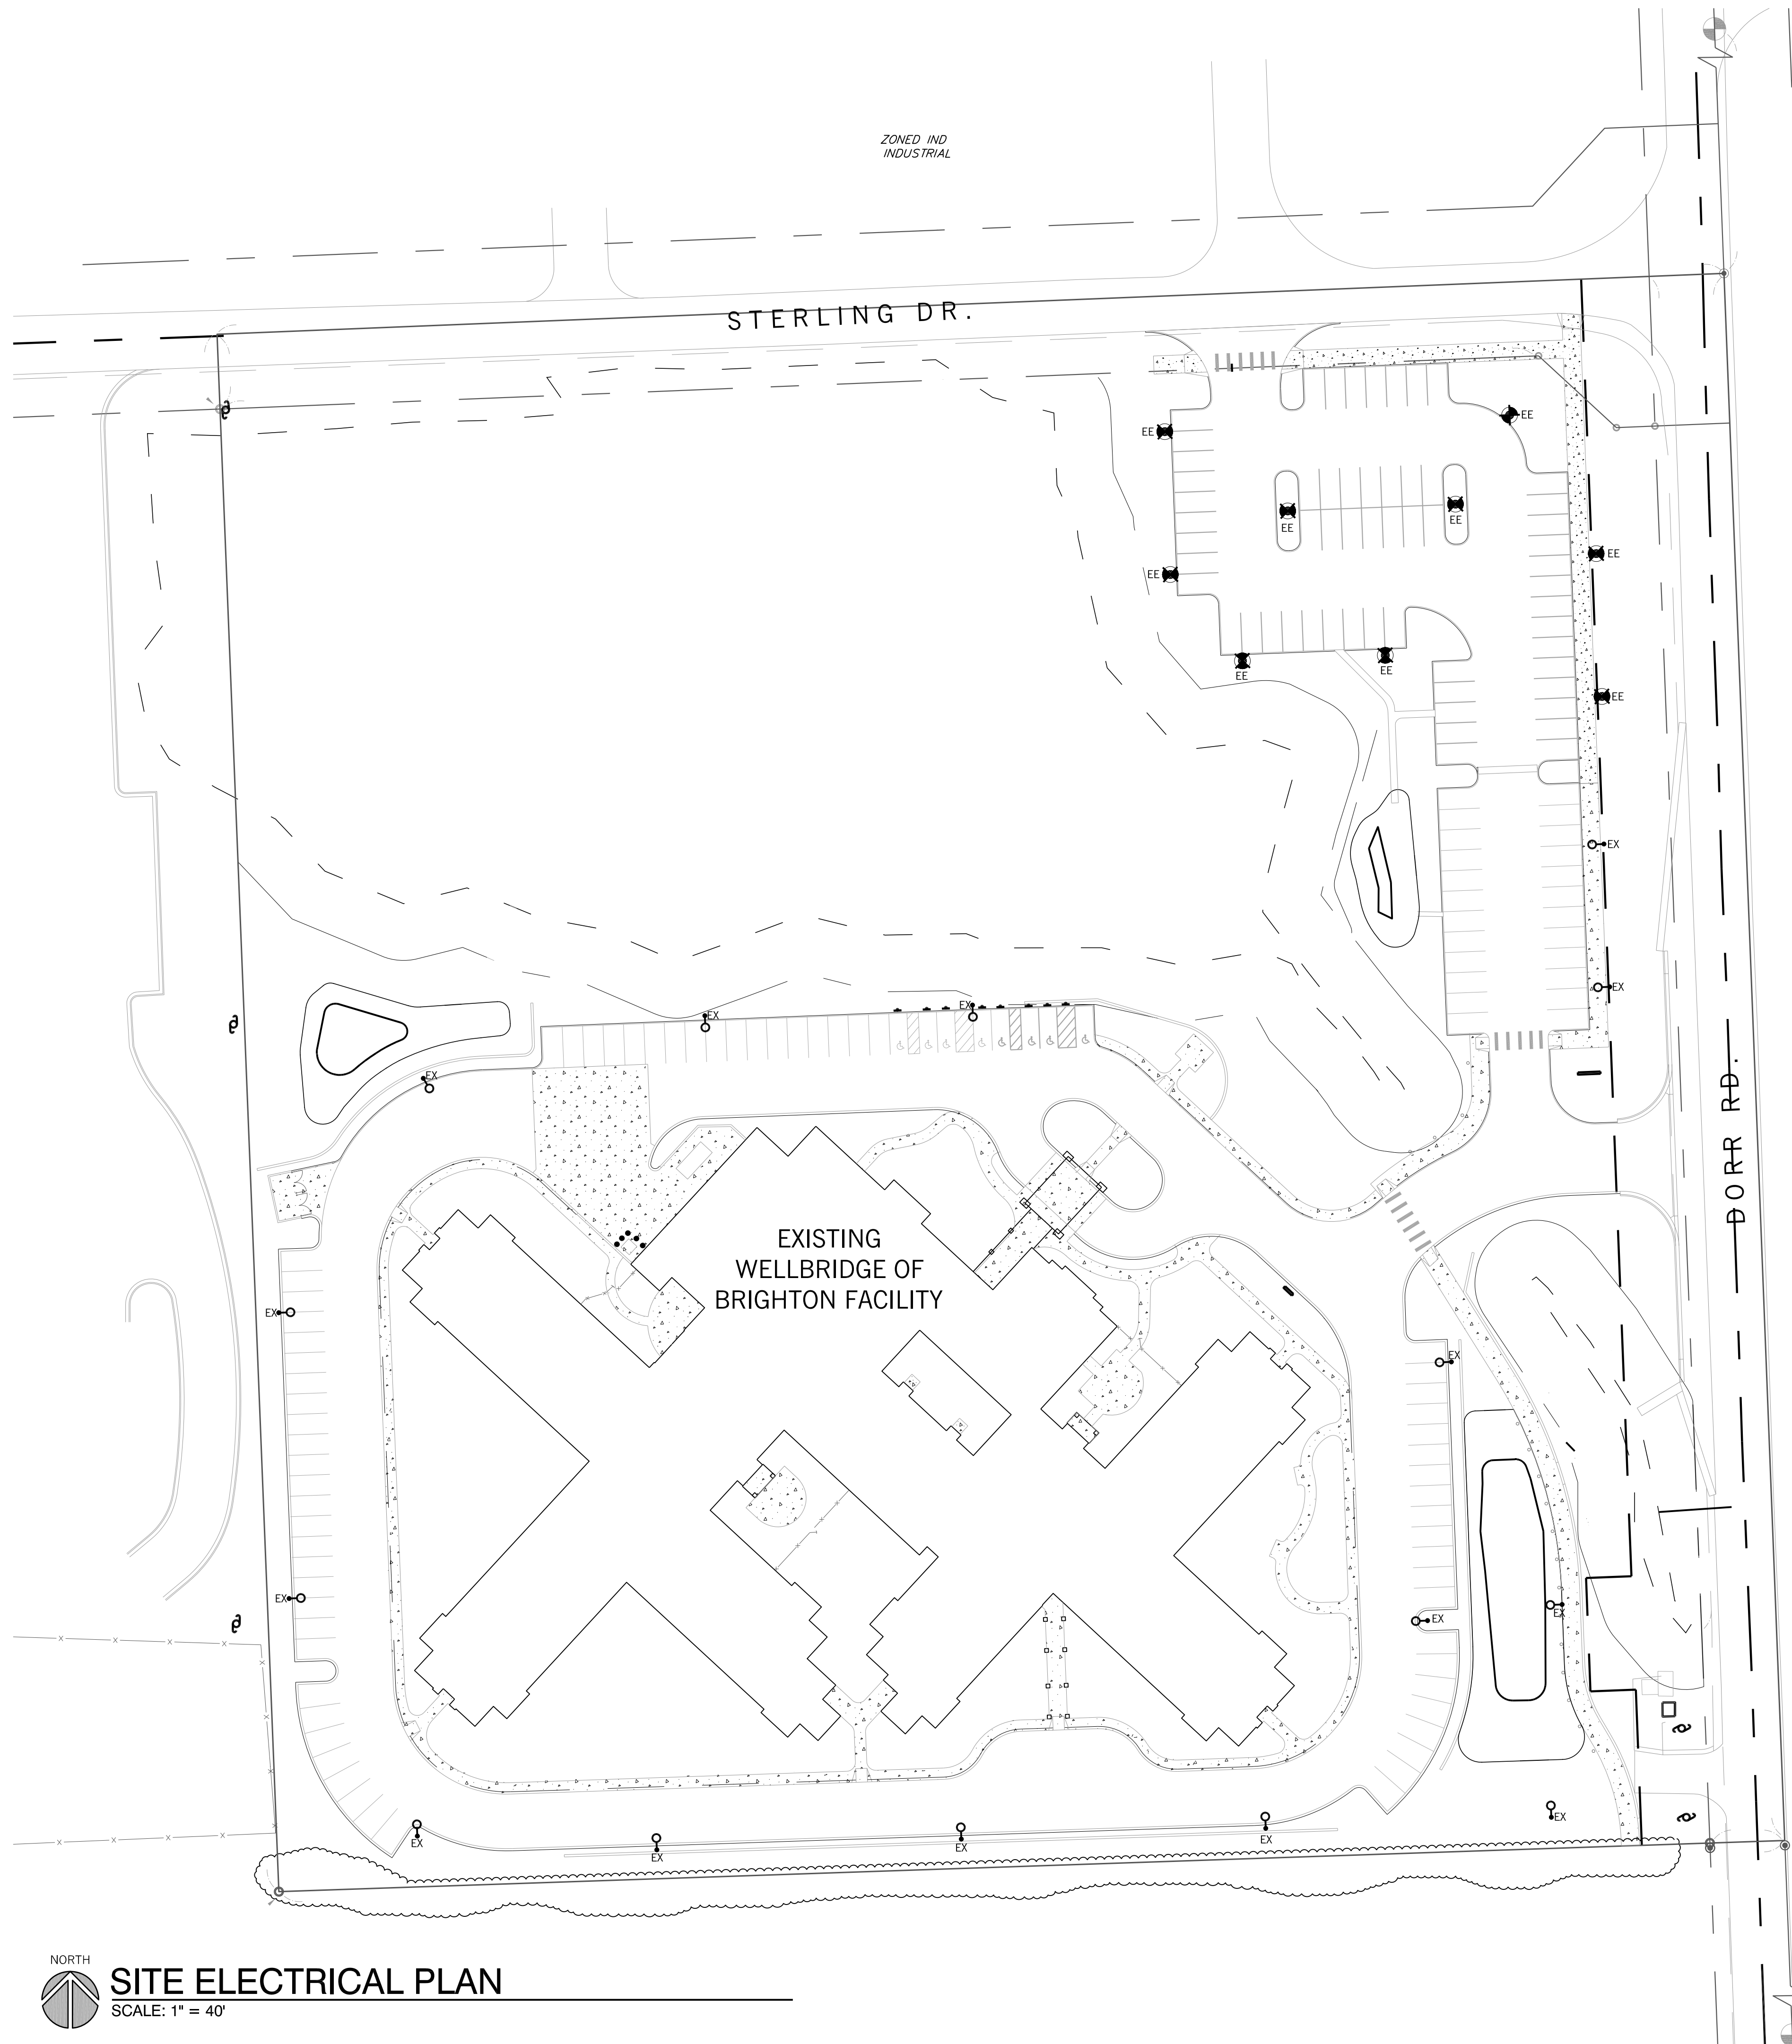 ZONED IND
INDUSTRIAL
STERLING DR.
EE
EE
EE
EE
EE
EE
EE
EE
EE
EX
EX
EX
EX
EX
DORR RD.
EXISTING
WELLBRIDGE OF
BRIGHTON FACILITY
EX
EX
EX
EX
EX
EX
EX
EX
EX
EX
NORTH
SITE ELECTRICAL PLAN
SCALE: 1" = 40'